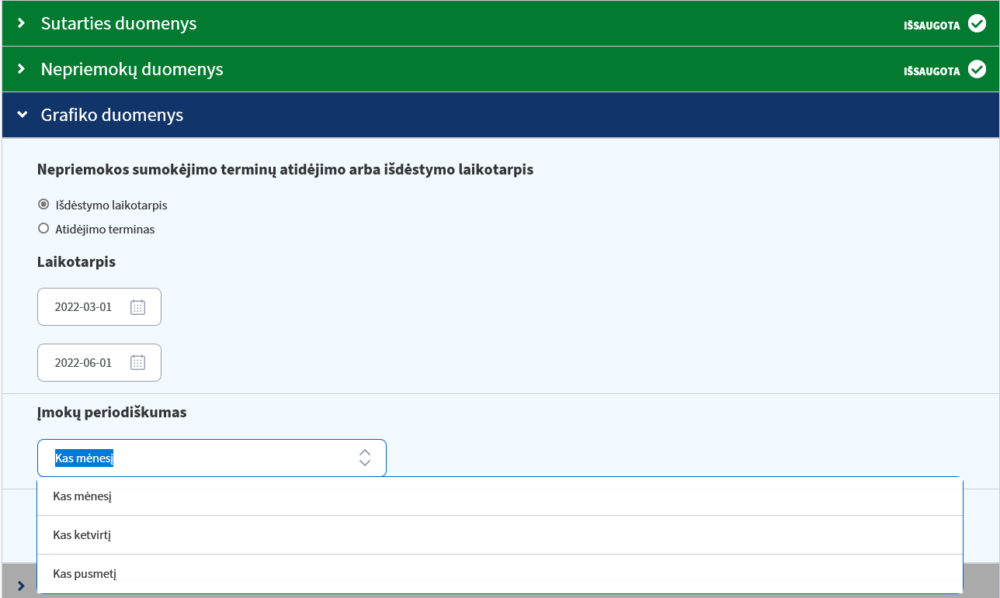 Sutarties duomenys
IŠSAUGOTA
Nepriemokų duomenys
IŠSAUGOTA
Grafiko duomenys
Nepriemokos sumokėjimo terminų atidėjimo arba išdėstymo laikotarpis
Išdėstymo laikotarpis
Atidėjimo terminas
Laikotarpis
2022-03-01
2022-06-01
Įmokų periodiškumas
Kas mėnesį
Kas mėnesį
Kas ketvirtį
Kas pusmetį